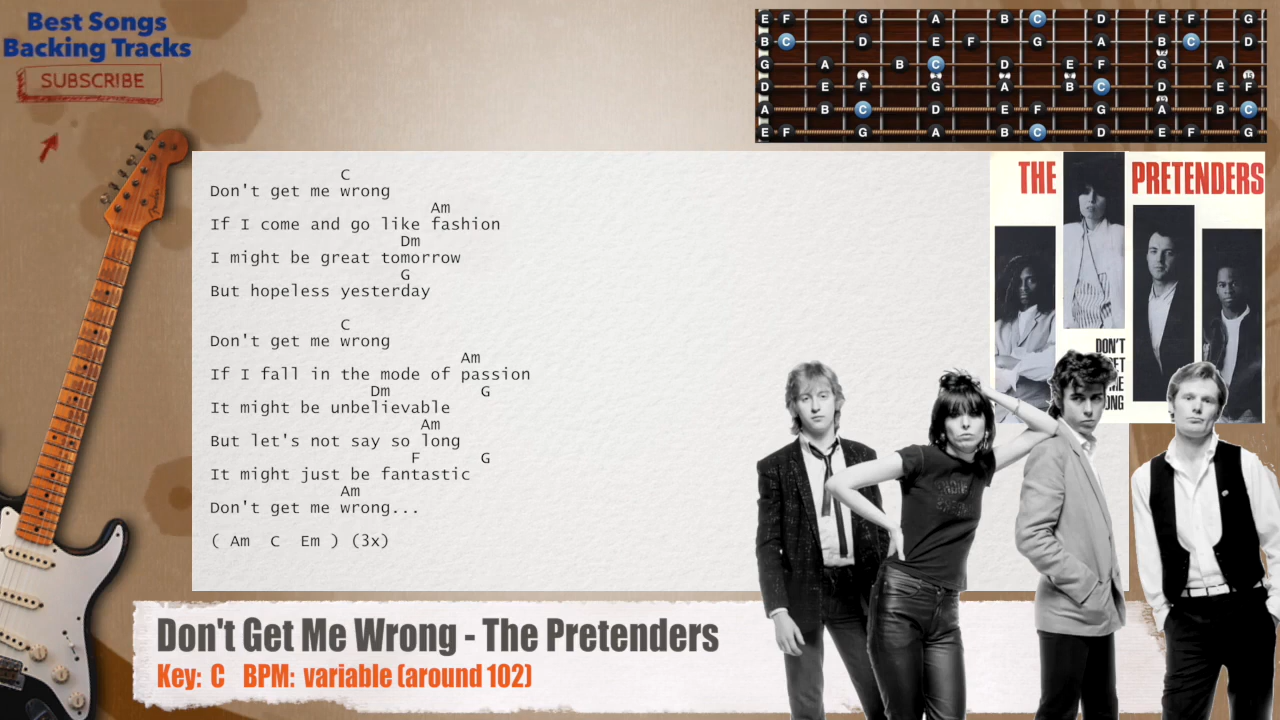 Best Songs
Backing Tracks
SUBSCRIBE
E F G A B C D E F G
B C D E F G A B C D
G A B C D E F G A
D E F G A B C D E F
A B C D E F G A B C
E F G A B C D E F G
THE PRETENDERS
DON'T
C
Don't get me wrong
Am
If I come and go like fashion
Dm
I might be great tomorrow
G
But hopeless yesterday
C
Don't get me wrong
Am
If I fall in the mode of passion
Dm G
It might be unbelievable
Am
But let's not say so long
F G
It might just be fantastic
Am
Don't get me wrong...
( Am C Em ) (3x)
Don't Get Me Wrong - The Pretenders
Key: C BPM: variable (around 102)